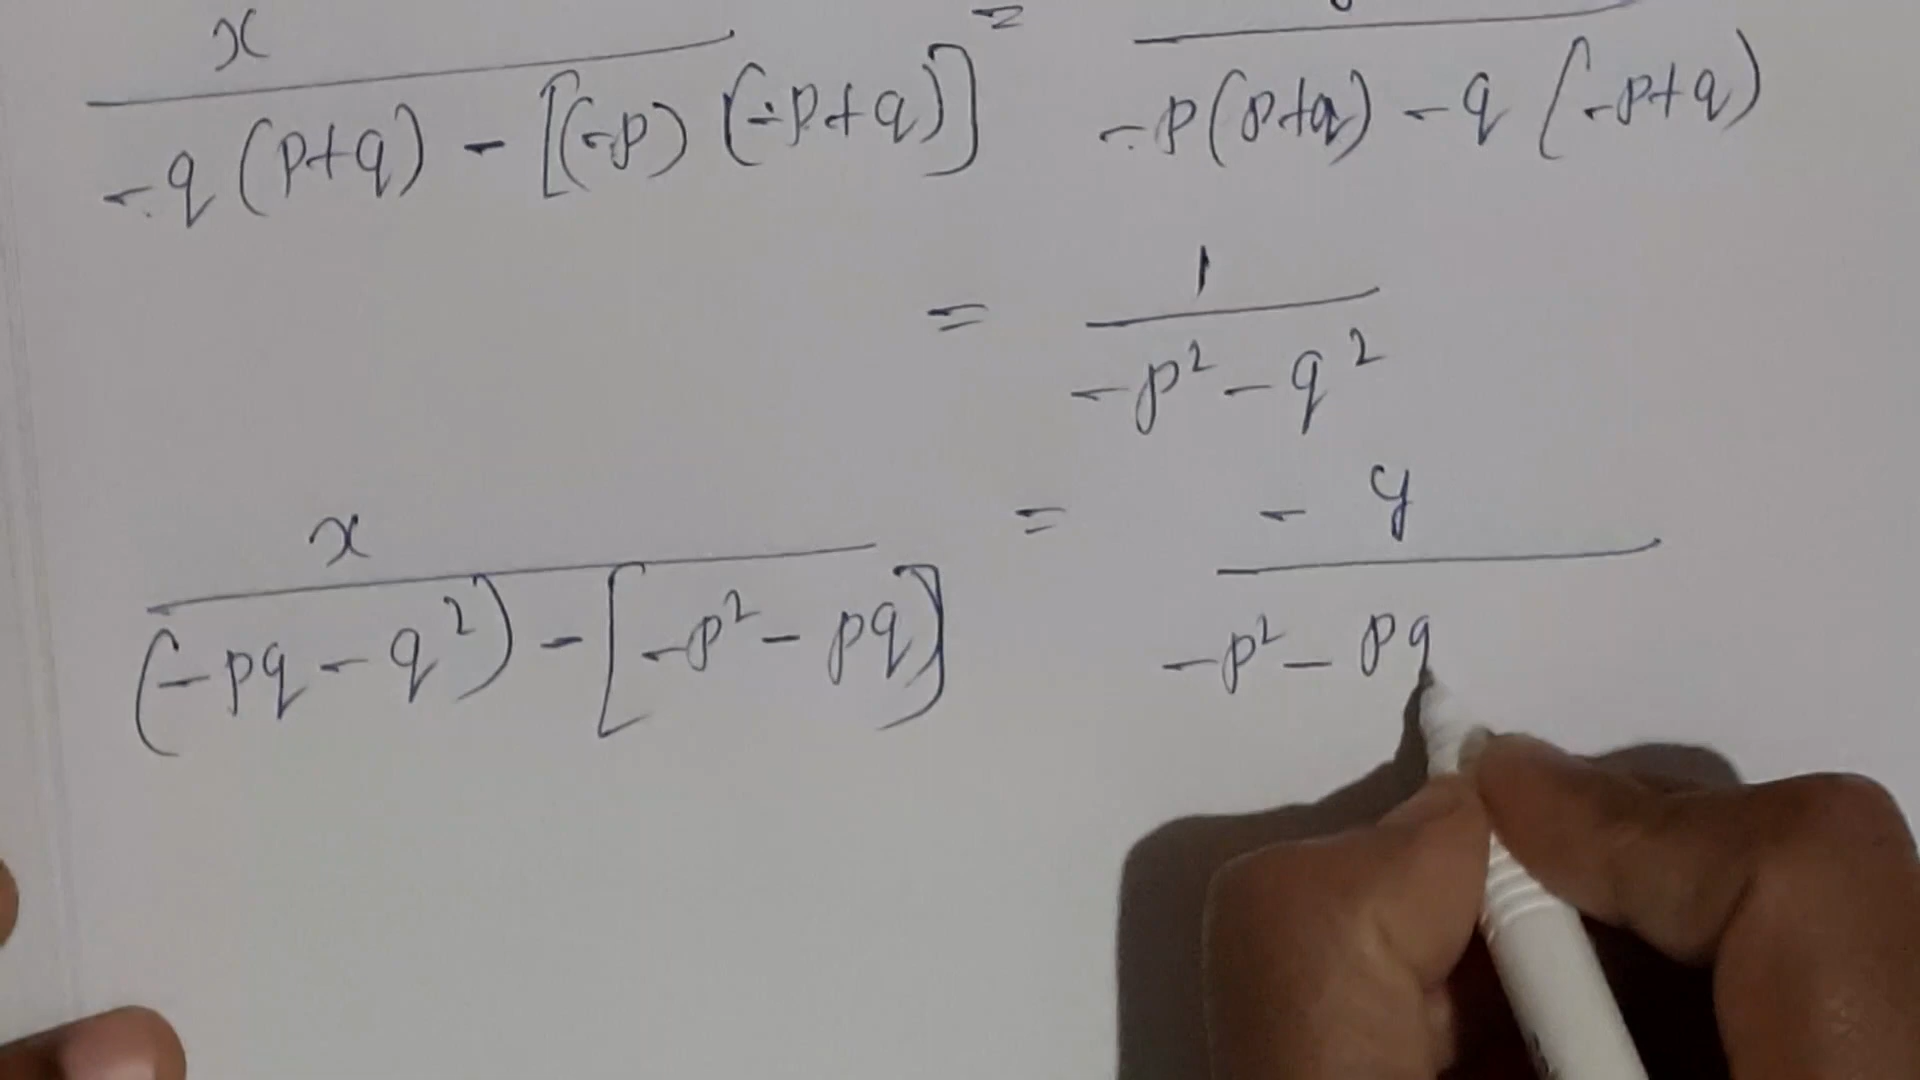 x/(-q(p+q) - [(-p)(-p+q)]) = /(-p(p+q) - q(-p+q))
= 1/(-p² - q²)
x/((-pq - q²) - [-p² - pq]) = -y/(-p² - pq